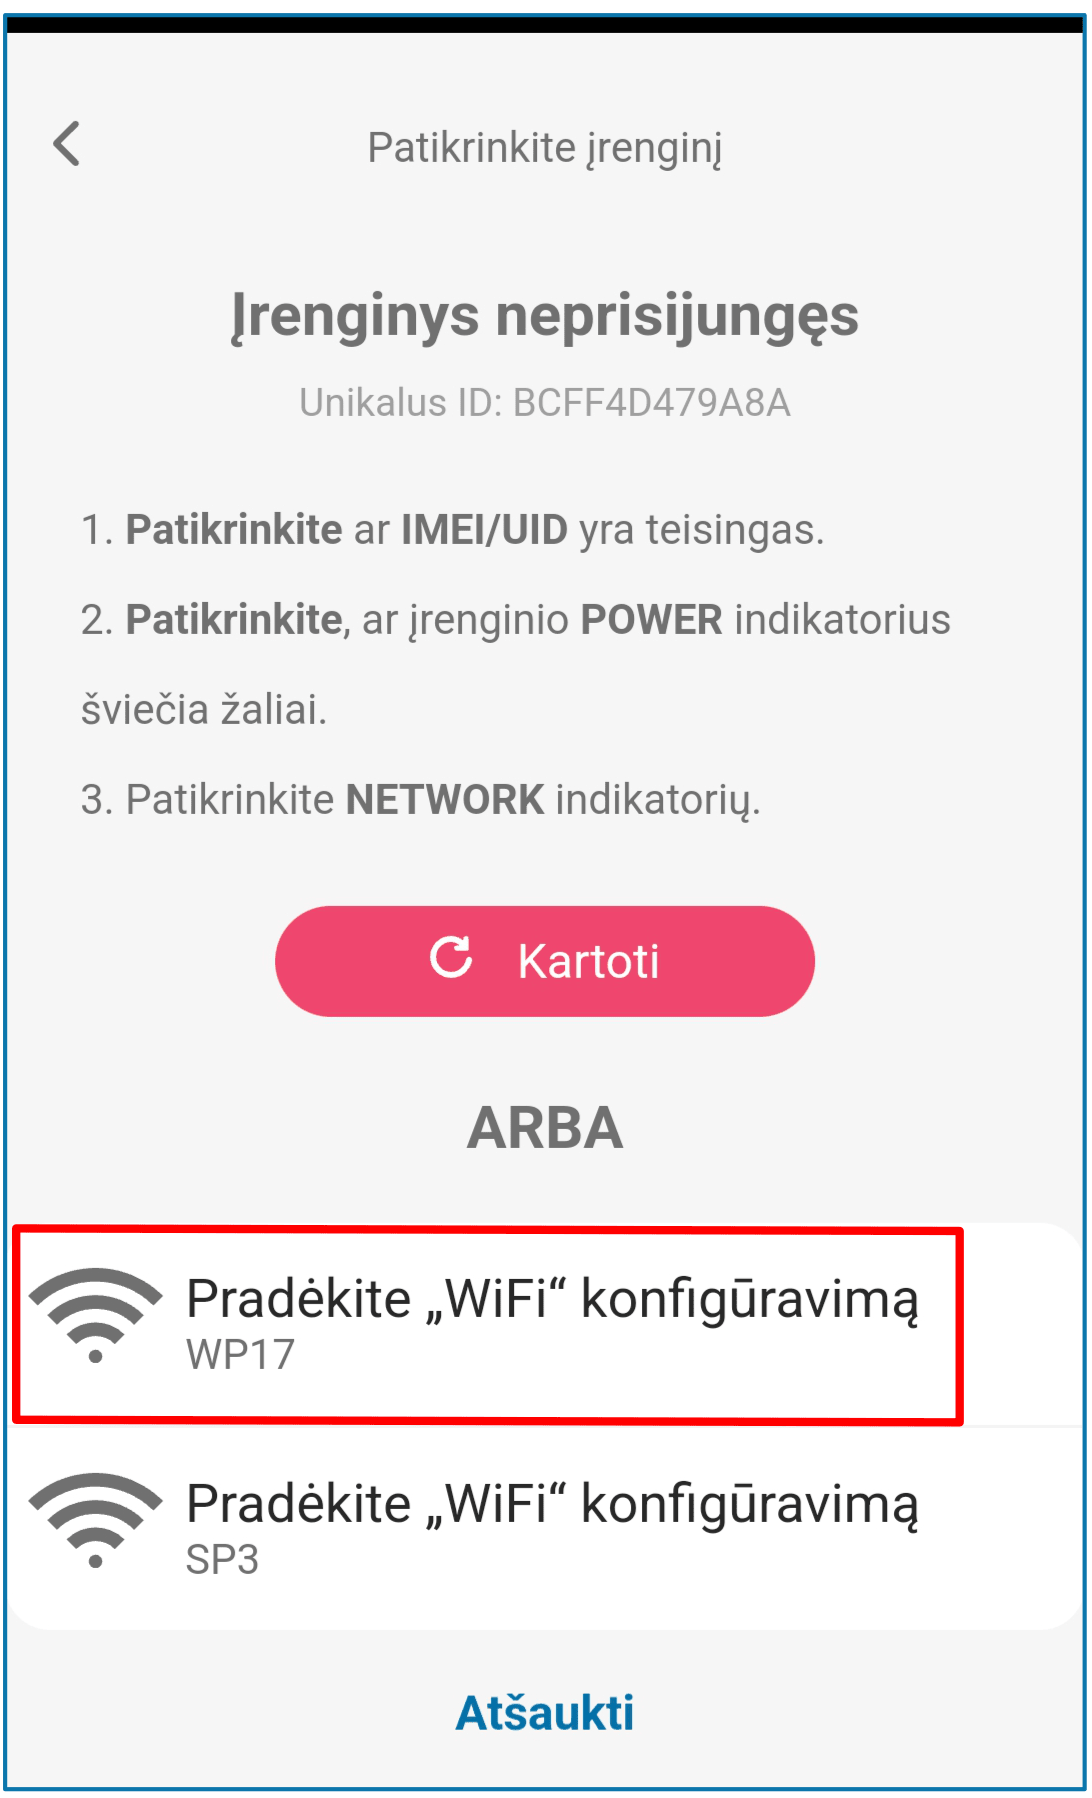 Patikrinkite įrenginį
Įrenginys neprisijungęs
Unikalus ID: BCFF4D479A8A
1. Patikrinkite ar IMEI/UID yra teisingas.
2. Patikrinkite, ar įrenginio POWER indikatorius
šviečia žaliai.
3. Patikrinkite NETWORK indikatorių.
Kartoti
ARBA
Pradėkite „WiFi“ konfigūravimą
WP17
Pradėkite „WiFi“ konfigūravimą
SP3
Atšaukti